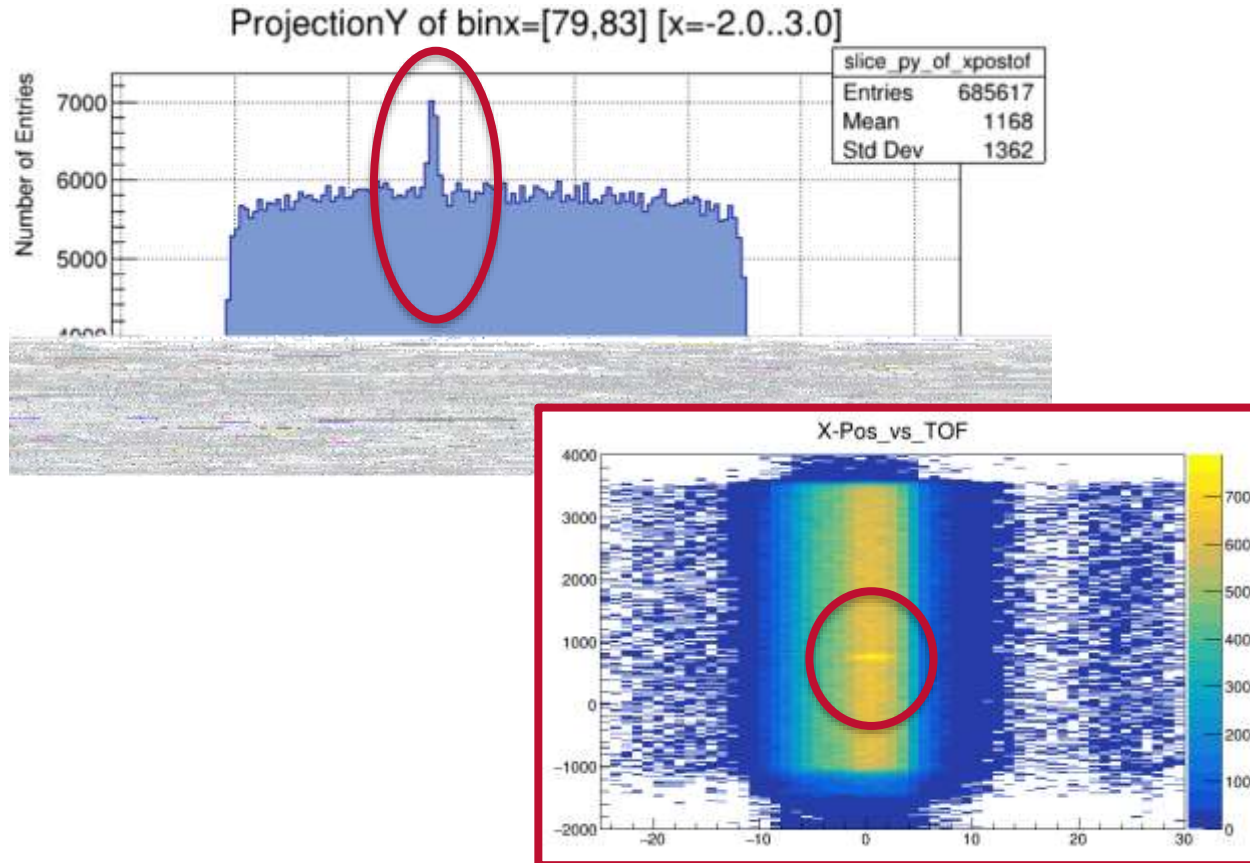 ProjectionY of binx=[79,83] [x=-2.0..3.0]
slice_py_of_xpostof
Entries 685617
Mean 1168
Std Dev 1362
Number of Entries
7000
6000
5000
X-Pos_vs_TOF
4000
3000
2000
1000
0
−1000
−2000
−20 −10 0 10 20 30
700
600
500
400
300
200
100
0